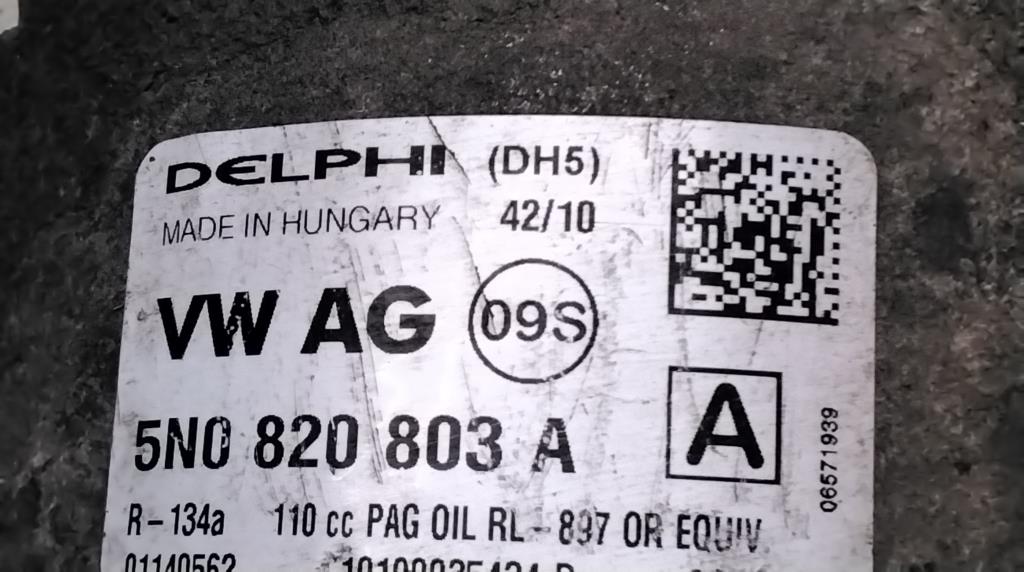 DELPHI (DH5)
MADE IN HUNGARY 42/10
VW AG 09S
A
5N0 820 803 A
06571939
R-134a 110 cc PAG OIL RL-897 OR EQUIV.
01140562